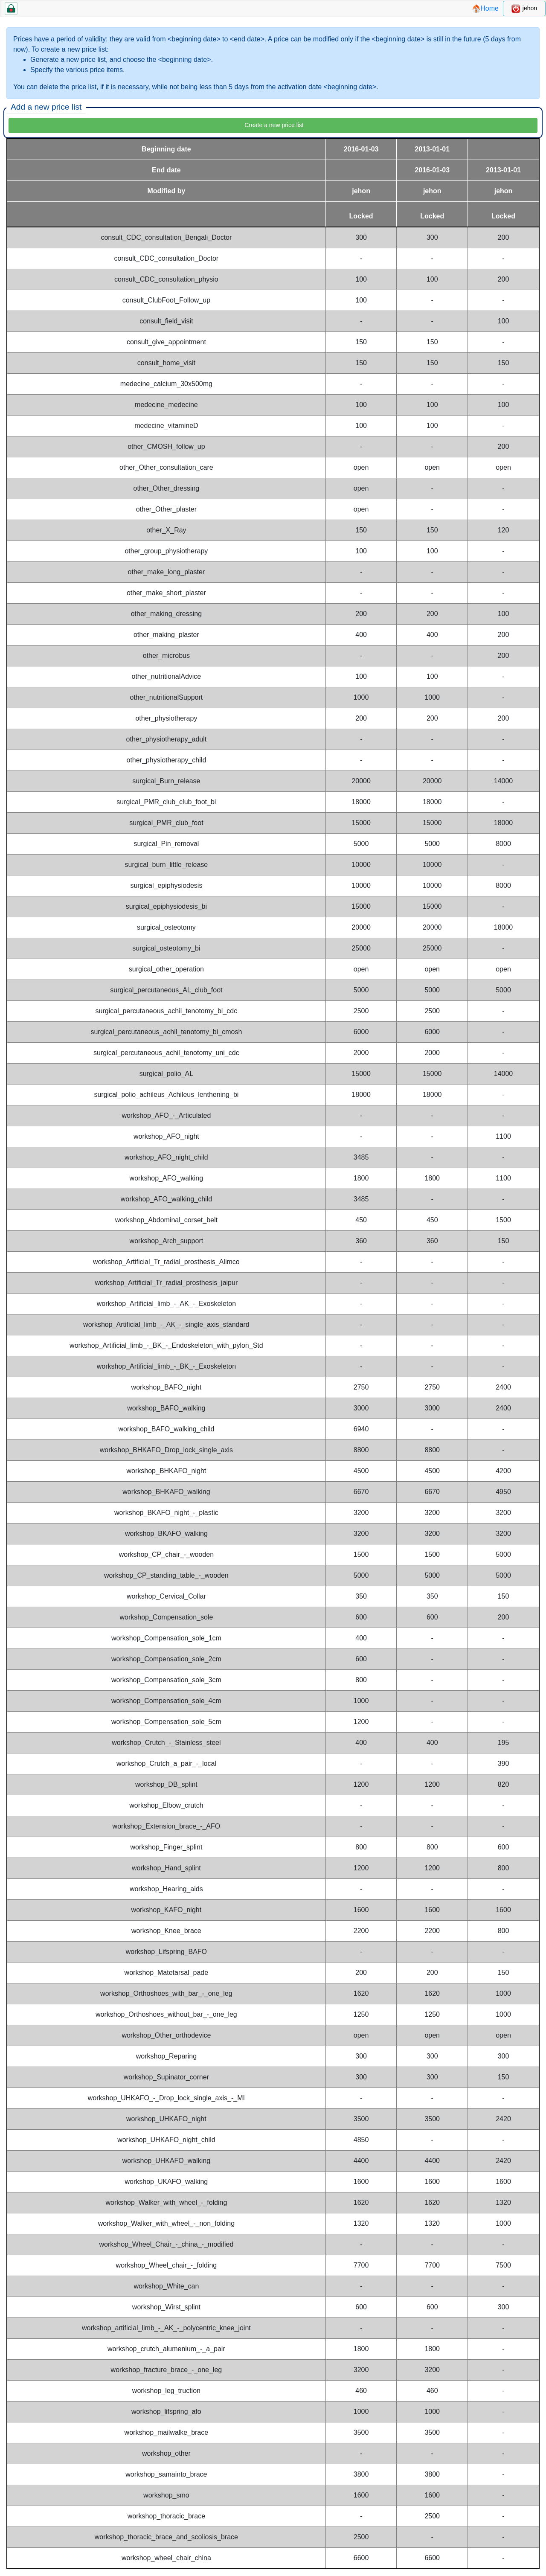 Home jehon
Prices have a period of validity: they are valid from <beginning date> to <end date>. A price can be modified only if the <beginning date> is still in the future (5 days from
now). To create a new price list:
Generate a new price list, and choose the <beginning date>.
Specify the various price items.
You can delete the price list, if it is necessary, while not being less than 5 days from the activation date <beginning date>.
Add a new price list
Create a new price list
Beginning date 2016-01-03 2013-01-01
End date 2016-01-03 2013-01-01
Modified by jehon jehon jehon
Locked Locked Locked
consult_CDC_consultation_Bengali_Doctor 300 300 200
consult_CDC_consultation_Doctor - - -
consult_CDC_consultation_physio 100 100 200
consult_ClubFoot_Follow_up 100 - -
consult_field_visit - - 100
consult_give_appointment 150 150 -
consult_home_visit 150 150 150
medecine_calcium_30x500mg - - -
medecine_medecine 100 100 100
medecine_vitamineD 100 100 -
other_CMOSH_follow_up - - 200
other_Other_consultation_care open open open
other_Other_dressing open - -
other_Other_plaster open - -
other_X_Ray 150 150 120
other_group_physiotherapy 100 100 -
other_make_long_plaster - - -
other_make_short_plaster - - -
other_making_dressing 200 200 100
other_making_plaster 400 400 200
other_microbus - - 200
other_nutritionalAdvice 100 100 -
other_nutritionalSupport 1000 1000 -
other_physiotherapy 200 200 200
other_physiotherapy_adult - - -
other_physiotherapy_child - - -
surgical_Burn_release 20000 20000 14000
surgical_PMR_club_club_foot_bi 18000 18000 -
surgical_PMR_club_foot 15000 15000 18000
surgical_Pin_removal 5000 5000 8000
surgical_burn_little_release 10000 10000 -
surgical_epiphysiodesis 10000 10000 8000
surgical_epiphysiodesis_bi 15000 15000 -
surgical_osteotomy 20000 20000 18000
surgical_osteotomy_bi 25000 25000 -
surgical_other_operation open open open
surgical_percutaneous_AL_club_foot 5000 5000 5000
surgical_percutaneous_achil_tenotomy_bi_cdc 2500 2500 -
surgical_percutaneous_achil_tenotomy_bi_cmosh 6000 6000 -
surgical_percutaneous_achil_tenotomy_uni_cdc 2000 2000 -
surgical_polio_AL 15000 15000 14000
surgical_polio_achileus_Achileus_lenthening_bi 18000 18000 -
workshop_AFO_-_Articulated - - -
workshop_AFO_night - - 1100
workshop_AFO_night_child 3485 - -
workshop_AFO_walking 1800 1800 1100
workshop_AFO_walking_child 3485 - -
workshop_Abdominal_corset_belt 450 450 1500
workshop_Arch_support 360 360 150
workshop_Artificial_Tr_radial_prosthesis_Alimco - - -
workshop_Artificial_Tr_radial_prosthesis_jaipur - - -
workshop_Artificial_limb_-_AK_-_Exoskeleton - - -
workshop_Artificial_limb_-_AK_-_single_axis_standard - - -
workshop_Artificial_limb_-_BK_-_Endoskeleton_with_pylon_Std - - -
workshop_Artificial_limb_-_BK_-_Exoskeleton - - -
workshop_BAFO_night 2750 2750 2400
workshop_BAFO_walking 3000 3000 2400
workshop_BAFO_walking_child 6940 - -
workshop_BHKAFO_Drop_lock_single_axis 8800 8800 -
workshop_BHKAFO_night 4500 4500 4200
workshop_BHKAFO_walking 6670 6670 4950
workshop_BKAFO_night_-_plastic 3200 3200 3200
workshop_BKAFO_walking 3200 3200 3200
workshop_CP_chair_-_wooden 1500 1500 5000
workshop_CP_standing_table_-_wooden 5000 5000 5000
workshop_Cervical_Collar 350 350 150
workshop_Compensation_sole 600 600 200
workshop_Compensation_sole_1cm 400 - -
workshop_Compensation_sole_2cm 600 - -
workshop_Compensation_sole_3cm 800 - -
workshop_Compensation_sole_4cm 1000 - -
workshop_Compensation_sole_5cm 1200 - -
workshop_Crutch_-_Stainless_steel 400 400 195
workshop_Crutch_a_pair_-_local - - 390
workshop_DB_splint 1200 1200 820
workshop_Elbow_crutch - - -
workshop_Extension_brace_-_AFO - - -
workshop_Finger_splint 800 800 600
workshop_Hand_splint 1200 1200 800
workshop_Hearing_aids - - -
workshop_KAFO_night 1600 1600 1600
workshop_Knee_brace 2200 2200 800
workshop_Lifspring_BAFO - - -
workshop_Matetarsal_pade 200 200 150
workshop_Orthoshoes_with_bar_-_one_leg 1620 1620 1000
workshop_Orthoshoes_without_bar_-_one_leg 1250 1250 1000
workshop_Other_orthodevice open open open
workshop_Reparing 300 300 300
workshop_Supinator_corner 300 300 150
workshop_UHKAFO_-_Drop_lock_single_axis_-_MI - - -
workshop_UHKAFO_night 3500 3500 2420
workshop_UHKAFO_night_child 4850 - -
workshop_UHKAFO_walking 4400 4400 2420
workshop_UKAFO_walking 1600 1600 1600
workshop_Walker_with_wheel_-_folding 1620 1620 1320
workshop_Walker_with_wheel_-_non_folding 1320 1320 1000
workshop_Wheel_Chair_-_china_-_modified - - -
workshop_Wheel_chair_-_folding 7700 7700 7500
workshop_White_can - - -
workshop_Wirst_splint 600 600 300
workshop_artificial_limb_-_AK_-_polycentric_knee_joint - - -
workshop_crutch_alumenium_-_a_pair 1800 1800 -
workshop_fracture_brace_-_one_leg 3200 3200 -
workshop_leg_truction 460 460 -
workshop_lifspring_afo 1000 1000 -
workshop_mailwalke_brace 3500 3500 -
workshop_other - - -
workshop_samainto_brace 3800 3800 -
workshop_smo 1600 1600 -
workshop_thoracic_brace - 2500 -
workshop_thoracic_brace_and_scoliosis_brace 2500 - -
workshop_wheel_chair_china 6600 6600 -